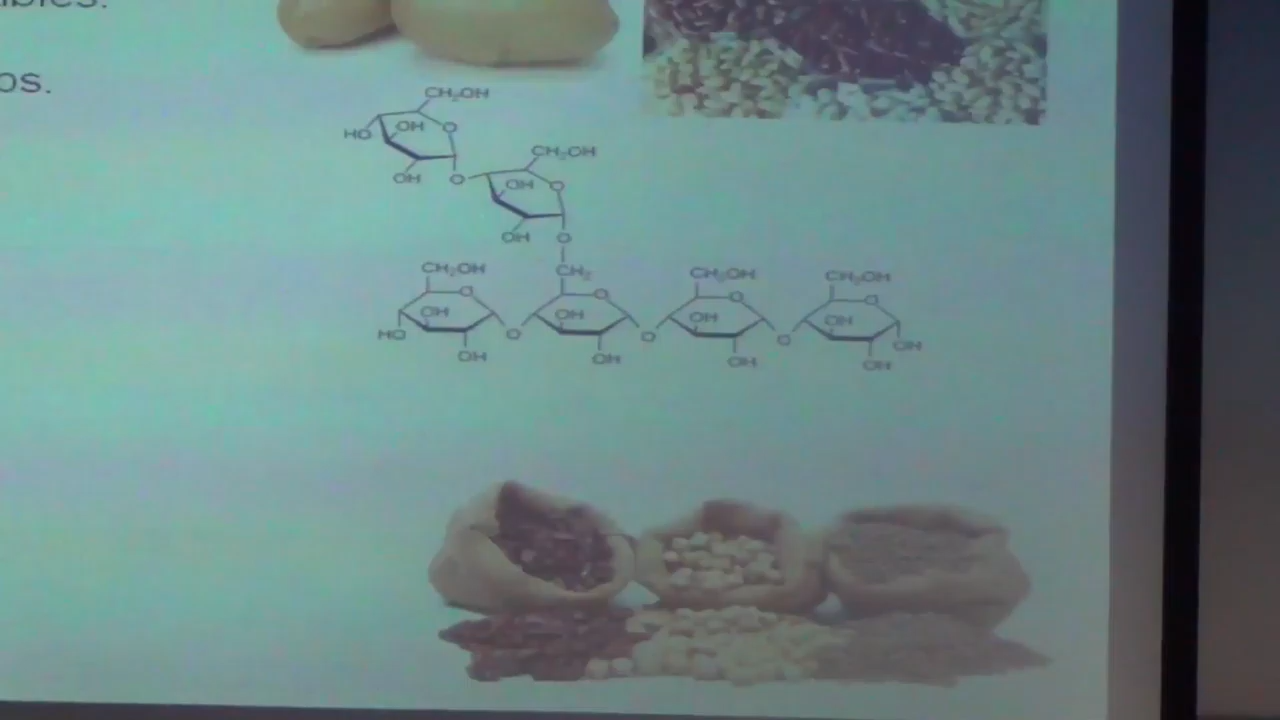 ibles.
os.
CH₂OH
HO OH O
OH O
CH₂OH
OH O
OH O
CH₂OH CH₂ CH₂OH CH₂OH
O O O O
OH OH OH OH
HO O O O OH
OH OH OH OH